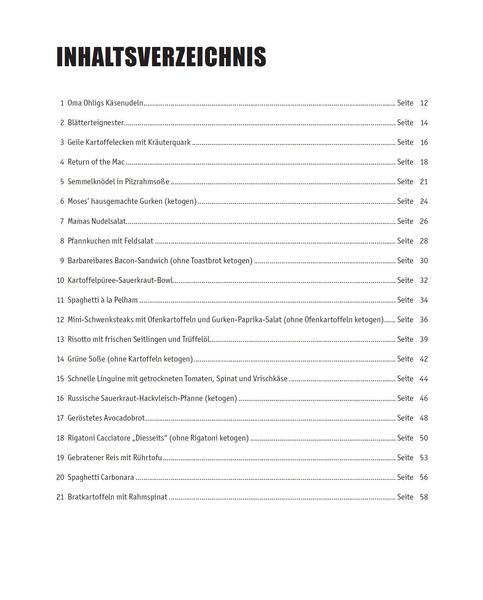 INHALTSVERZEICHNIS
1 Oma Ohligs Käsenudeln Seite 12
2 Blätterteignester Seite 14
3 Geile Kartoffelecken mit Kräuterquark Seite 16
4 Return of the Mac Seite 18
5 Semmelknödel in Pilzrahmsoße Seite 21
6 Moses' hausgemachte Gurken (ketogen) Seite 24
7 Mamas Nudelsalat Seite 26
8 Pfannkuchen mit Feldsalat Seite 28
9 Barbareibares Bacon-Sandwich (ohne Toastbrot ketogen) Seite 30
10 Kartoffelpüree-Sauerkraut-Bowl Seite 32
11 Spaghetti à la Pelham Seite 34
12 Mini-Schwenksteaks mit Ofenkartoffeln und Gurken-Paprika-Salat (ohne Ofenkartoffeln ketogen) Seite 36
13 Risotto mit frischen Seitlingen und Trüffelöl Seite 39
14 Grüne Soße (ohne Kartoffeln ketogen) Seite 42
15 Schnelle Linguine mit getrockneten Tomaten, Spinat und Vrischkäse Seite 44
16 Russische Sauerkraut-Hackvleisch-Pfanne (ketogen) Seite 46
17 Geröstetes Avocadobrot Seite 48
18 Rigatoni Cacciatore „Diesseits“ (ohne Rigatoni ketogen) Seite 50
19 Gebratener Reis mit Rührtofu Seite 53
20 Spaghetti Carbonara Seite 56
21 Bratkartoffeln mit Rahmspinat Seite 58